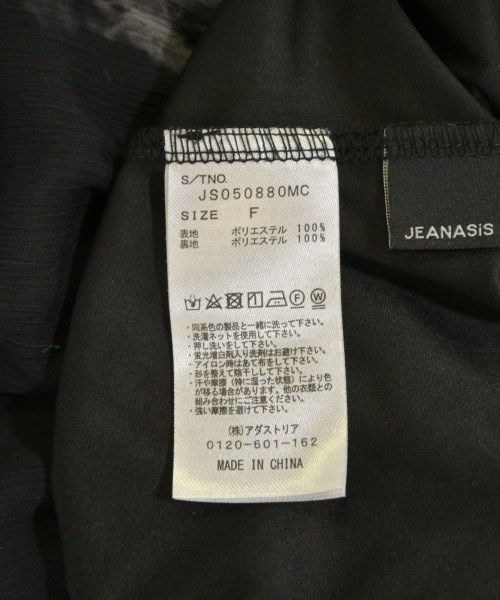 S/TNO.
JS050880MC
SIZE F
表地 ポリエステル 100%
裏地 ポリエステル 100%
・同系色の製品と一緒に洗って下さい。
・洗濯ネットを使用して下さい。
・押し洗いをして下さい。
・蛍光増白剤入り洗剤はお避け下さい。
・アイロン時はあて布をして下さい。
・形を整えて陰干しして下さい。
・汗や摩擦（特に湿った状態）により色
が移る場合があります。他の衣類との
組み合わせにご注意ください。
・強い摩擦を避けて下さい。
(株)アダストリア
0120-601-162
MADE IN CHINA
JEANASiS